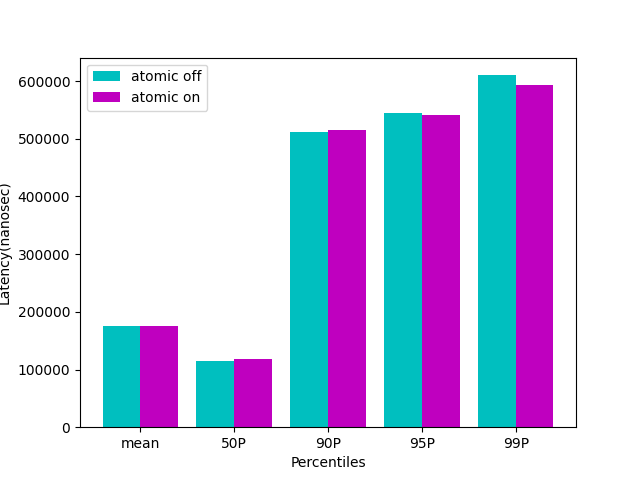 atomic off
atomic on
600000
500000
400000
300000
200000
100000
0
Latency(nanosec)
mean 50P 90P 95P 99P
Percentiles